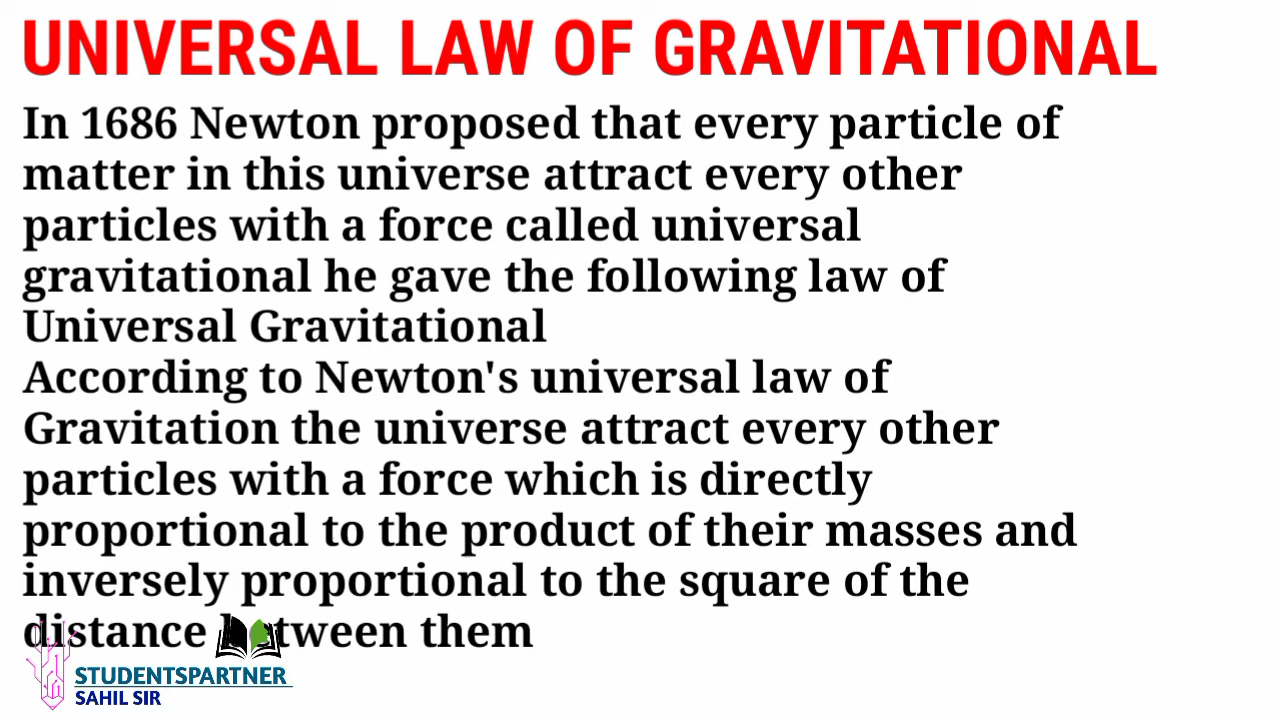 UNIVERSAL LAW OF GRAVITATIONAL
In 1686 Newton proposed that every particle of
matter in this universe attract every other
particles with a force called universal
gravitational he gave the following law of
Universal Gravitational
According to Newton's universal law of
Gravitation the universe attract every other
particles with a force which is directly
proportional to the product of their masses and
inversely proportional to the square of the
distance between them
STUDENTSPARTNER
SAHIL SIR